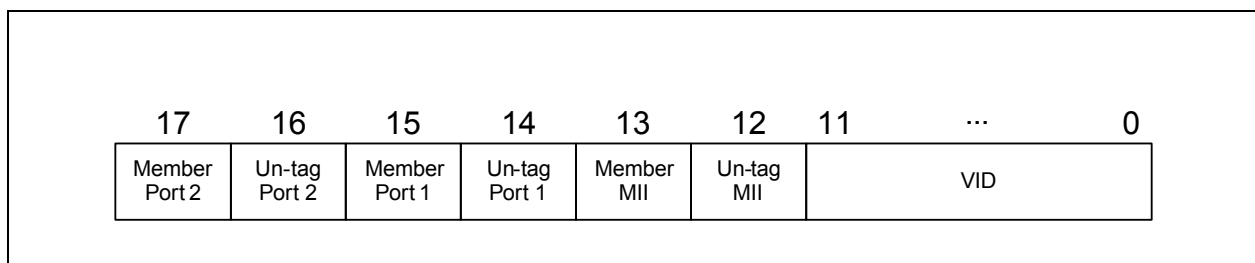 17 16 15 14 13 12 11 ... 0
Member Un-tag Member Un-tag Member Un-tag VID
Port 2 Port 2 Port 1 Port 1 MII MII